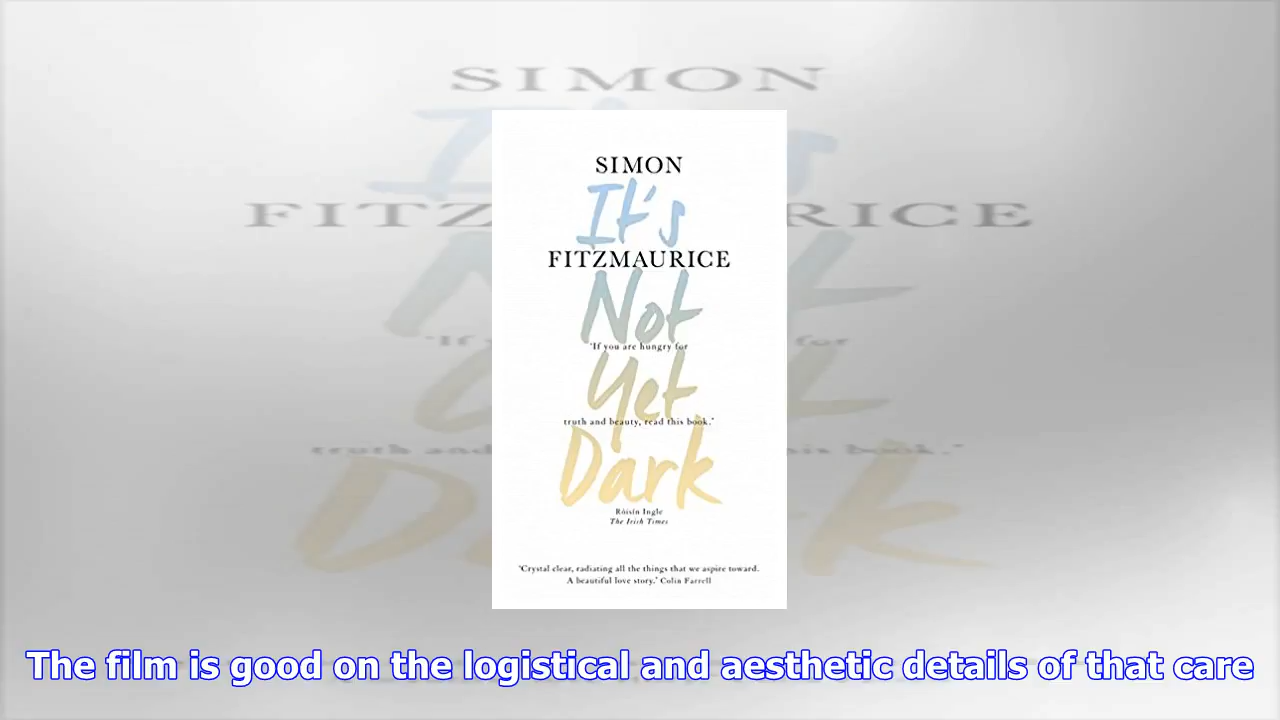 SIMON
It's
FITZMAURICE
Not
'If you are hungry for
Yet
truth and beauty, read this book.'
Dark
Róisín Ingle
The Irish Times
'Crystal clear, radiating all the things that we aspire toward.
A beautiful love story.' Colin Farrell
The film is good on the logistical and aesthetic details of that care